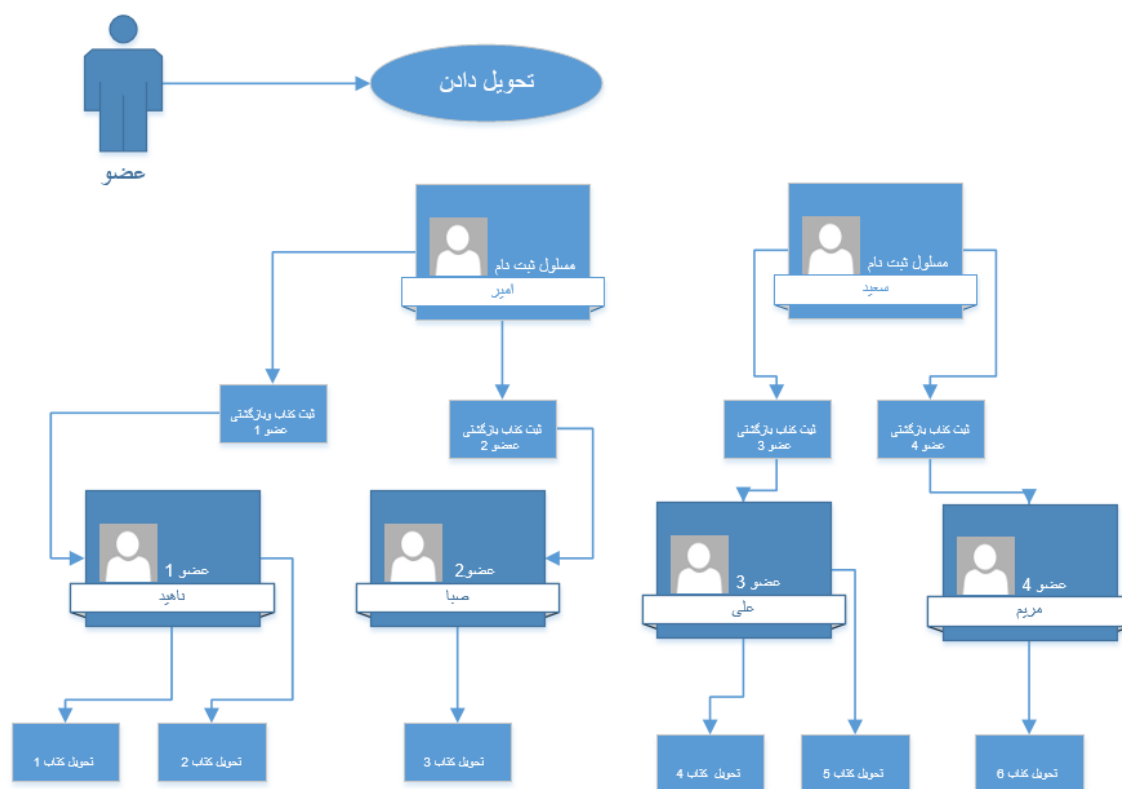 تحویل دادن
عضو
مسئول ثبت نام
سعید
مسئول ثبت نام
امیر
ثبت کتاب بازگشتی
عضو 4
ثبت کتاب بازگشتی
عضو 3
ثبت کتاب بازگشتی
عضو 2
ثبت کتاب وبازگشتی
عضو 1
عضو 4
مریم
عضو 3
علی
عضو2
صبا
عضو 1
ناهید
تحویل کتاب 6
تحویل کتاب 5
تحویل کتاب 4
تحویل کتاب 3
تحویل کتاب 2
تحویل کتاب 1